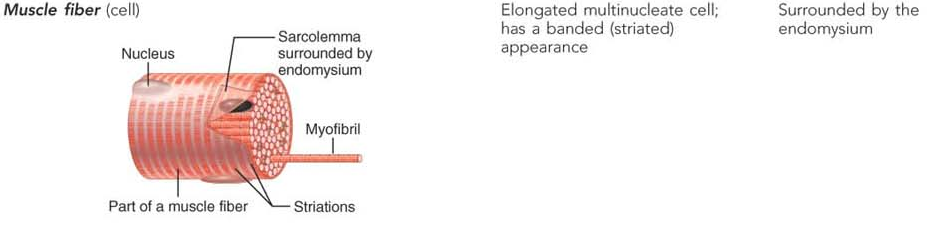 Muscle fiber (cell)
Elongated multinucleate cell;
has a banded (striated)
appearance
Surrounded by the
endomysium
Nucleus
Sarcolemma
surrounded by
endomysium
Myofibril
Part of a muscle fiber
Striations